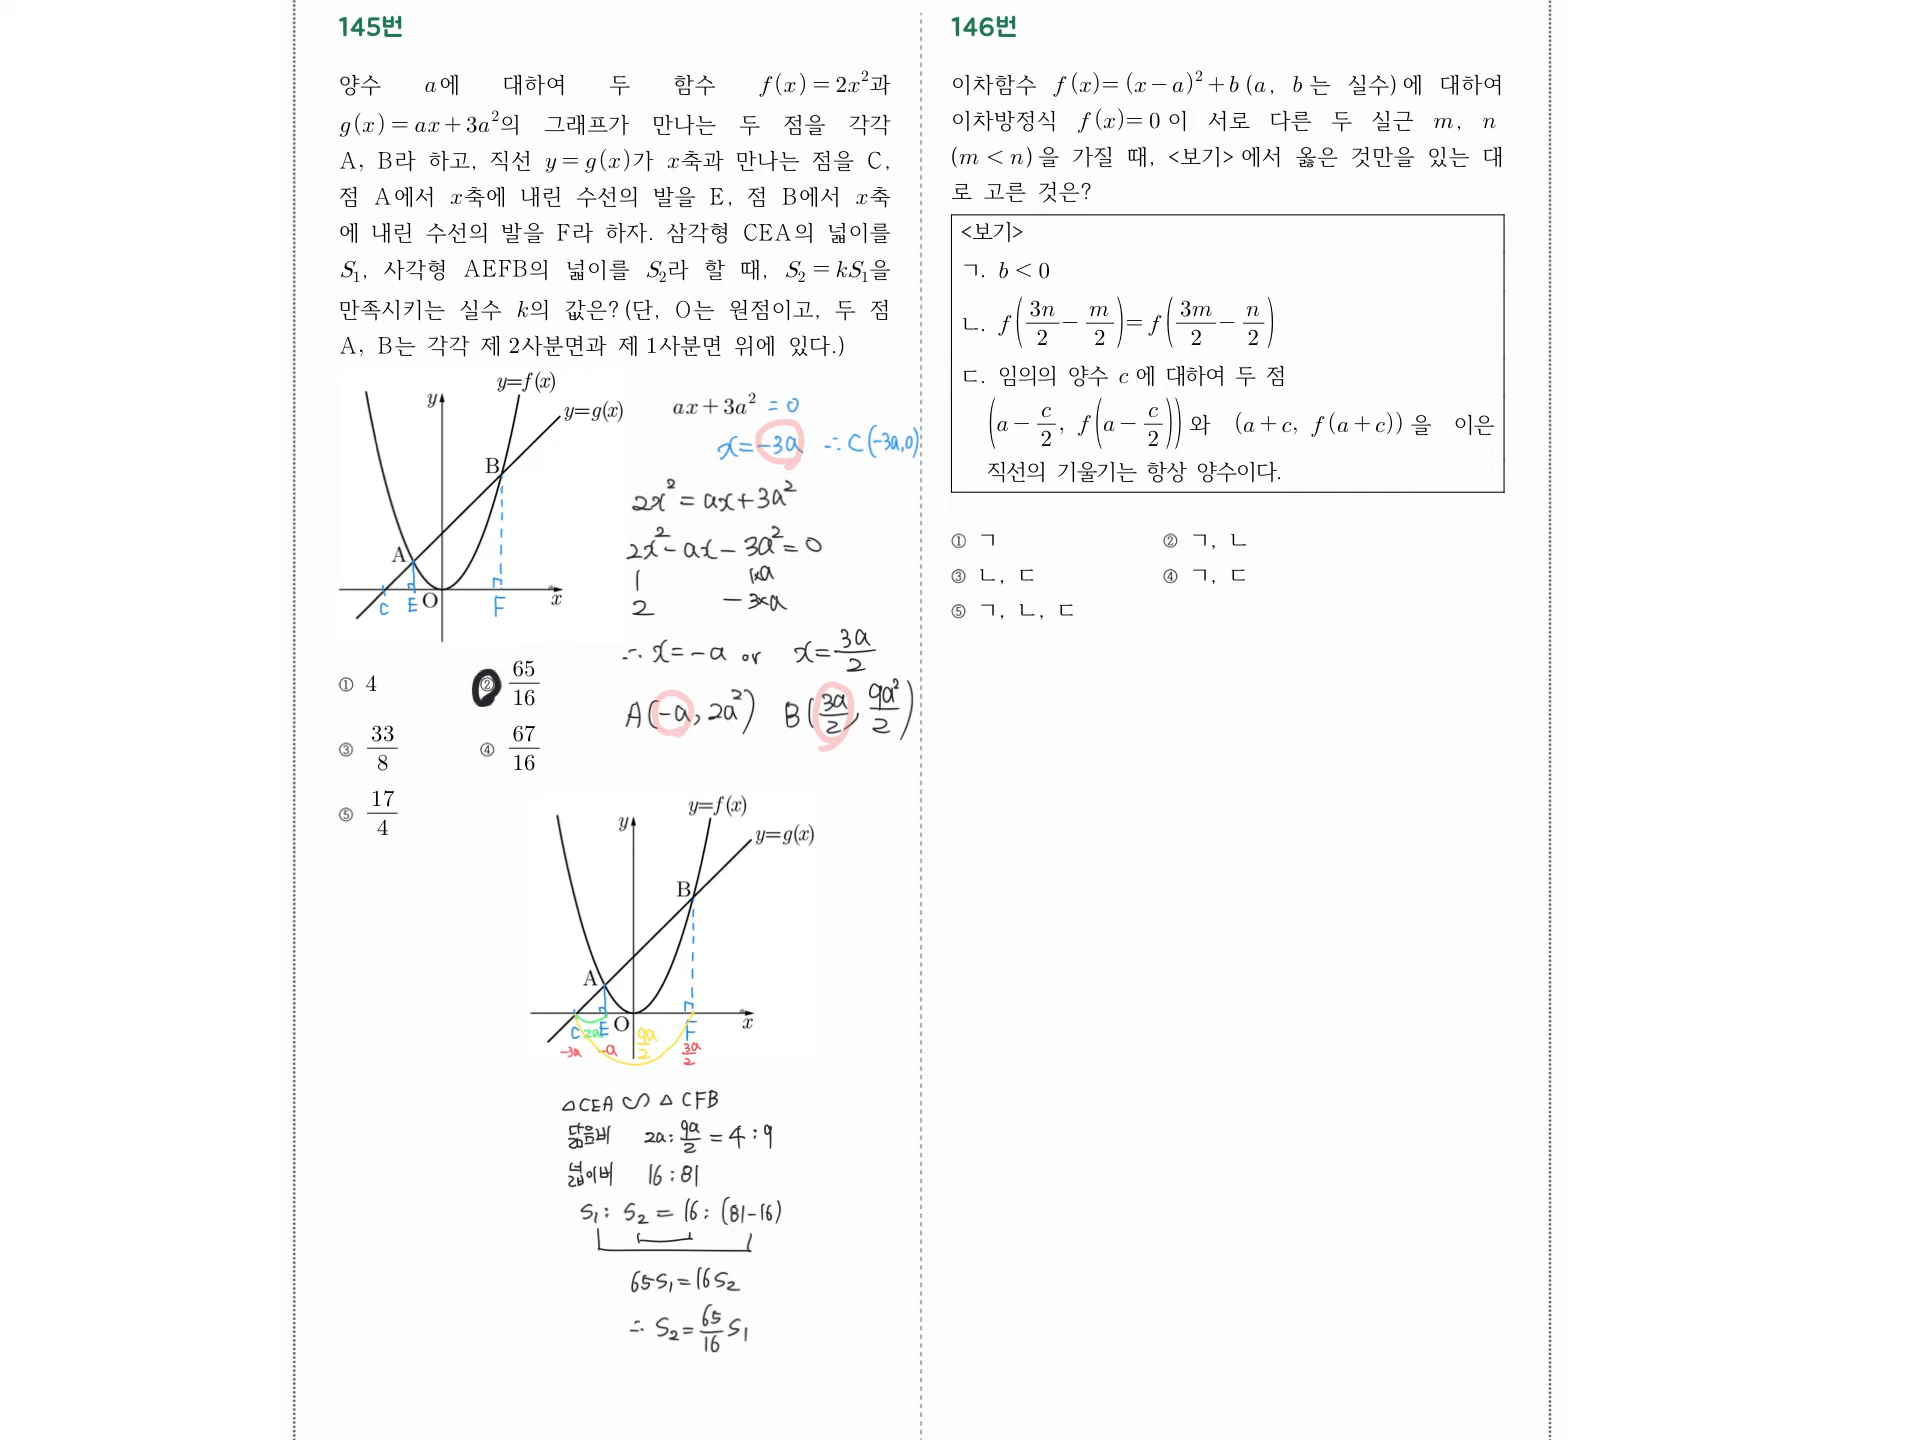 145번
양수 a에 대하여 두 함수 f(x)=2x²과
g(x)=ax+3a²의 그래프가 만나는 두 점을 각각
A, B라 하고, 직선 y=g(x)가 x축과 만나는 점을 C,
점 A에서 x축에 내린 수선의 발을 E, 점 B에서 x축
에 내린 수선의 발을 F라 하자. 삼각형 CEA의 넓이를
S₁, 사각형 AEFB의 넓이를 S₂라 할 때, S₂=kS₁을
만족시키는 실수 k의 값은? (단, O는 원점이고, 두 점
A, B는 각각 제2사분면과 제1사분면 위에 있다.)
y=f(x)
y
y=g(x)
B
A
C E O F x
ax+3a² =0
x=-3a ∴C(-3a,0)
2x²=ax+3a²
2x²-ax-3a²=0
1 1×a
2 -3×a
∴x=-a or x=3a/2
A(-a, 2a²) B(3a/2, 9a²/2)
① 4 ② 65/16
③ 33/8 ④ 67/16
⑤ 17/4
y=f(x)
y
y=g(x)
B
A
C 2a E O 9a/2 F x
-3a -a 3a/2
△CEA ∽ △CFB
닮음비 2a:9a/2=4:9
넓이비 16:81
S₁:S₂=16:(81-16)
65S₁=16S₂
∴ S₂=65/16 S₁
146번
이차함수 f(x)=(x-a)²+b (a, b는 실수)에 대하여
이차방정식 f(x)=0이 서로 다른 두 실근 m, n
(m<n)을 가질 때, <보기>에서 옳은 것만을 있는 대
로 고른 것은?
<보기>
ㄱ. b<0
ㄴ. f(3n/2-m/2)=f(3m/2-n/2)
ㄷ. 임의의 양수 c에 대하여 두 점
(a-c/2, f(a-c/2))와 (a+c, f(a+c))을 이은
직선의 기울기는 항상 양수이다.
① ㄱ ② ㄱ, ㄴ
③ ㄴ, ㄷ ④ ㄱ, ㄷ
⑤ ㄱ, ㄴ, ㄷ